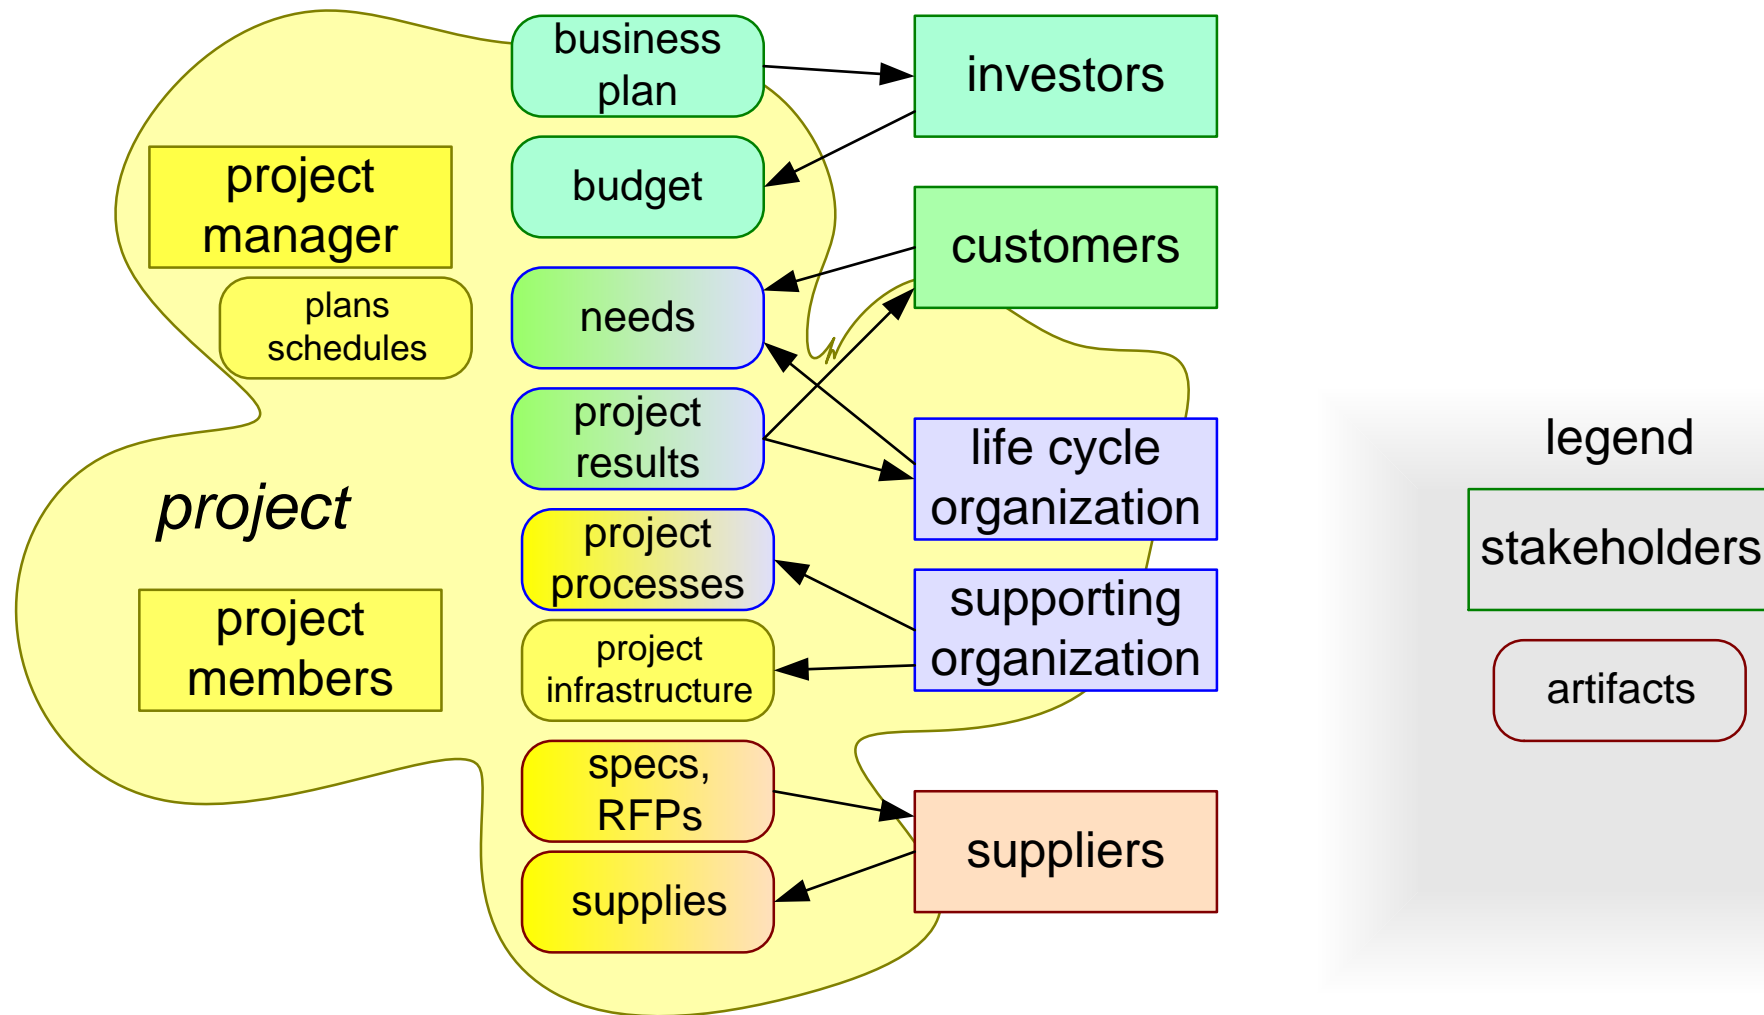 business
plan
investors
budget
project
manager
customers
plans
schedules
needs
project
results
life cycle
organization
legend
project
project
processes
stakeholders
supporting
organization
project
members
project
infrastructure
artifacts
specs,
RFPs
suppliers
supplies